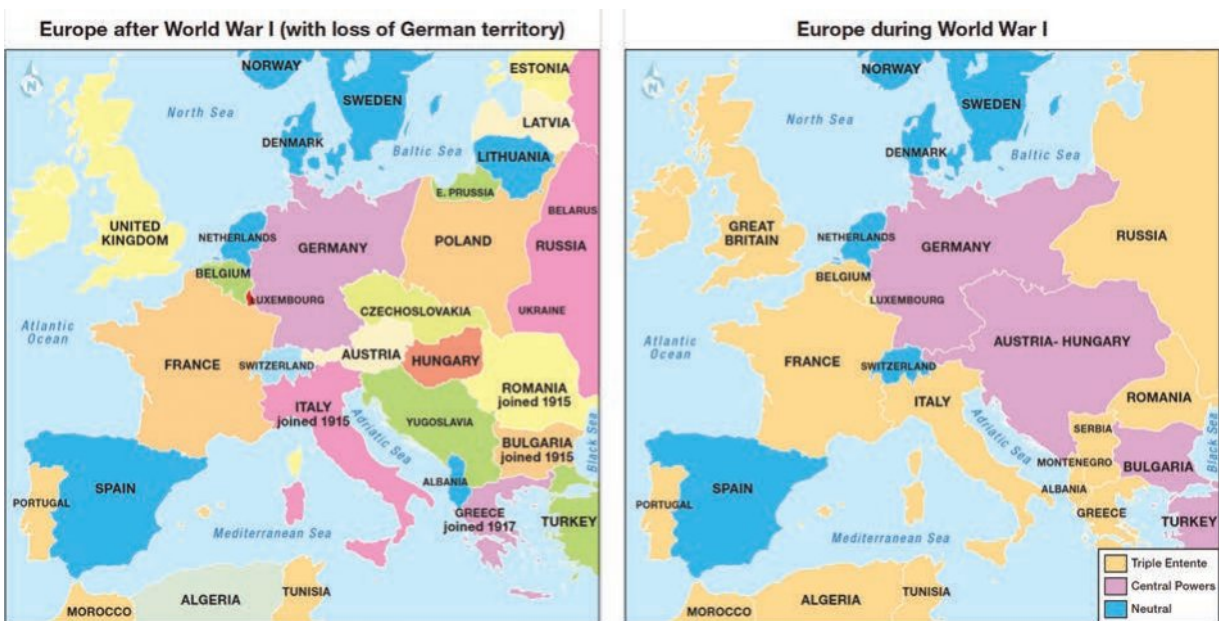 Europe after World War I (with loss of German territory)
N
NORWAY
SWEDEN
ESTONIA
North Sea
LATVIA
DENMARK
Baltic Sea
LITHUANIA
E. PRUSSIA
BELARUS
UNITED
KINGDOM
NETHERLANDS
GERMANY
POLAND
RUSSIA
BELGIUM
LUXEMBOURG
CZECHOSLOVAKIA
UKRAINE
Atlantic
Ocean
FRANCE
SWITZERLAND
AUSTRIA
HUNGARY
ROMANIA
joined 1915
ITALY
joined 1915
Adriatic Sea
YUGOSLAVIA
BULGARIA
joined 1915
Black Sea
PORTUGAL
SPAIN
ALBANIA
GREECE
joined 1917
TURKEY
Mediterranean Sea
MOROCCO
ALGERIA
TUNISIA
Europe during World War I
N
NORWAY
SWEDEN
North Sea
DENMARK
Baltic Sea
GREAT
BRITAIN
NETHERLANDS
GERMANY
RUSSIA
BELGIUM
LUXEMBOURG
Atlantic
Ocean
FRANCE
SWITZERLAND
AUSTRIA- HUNGARY
ITALY
ROMANIA
Adriatic Sea
SERBIA
Black Sea
MONTENEGRO
BULGARIA
PORTUGAL
SPAIN
ALBANIA
GREECE
TURKEY
Mediterranean Sea
MOROCCO
ALGERIA
TUNISIA
Triple Entente
Central Powers
Neutral